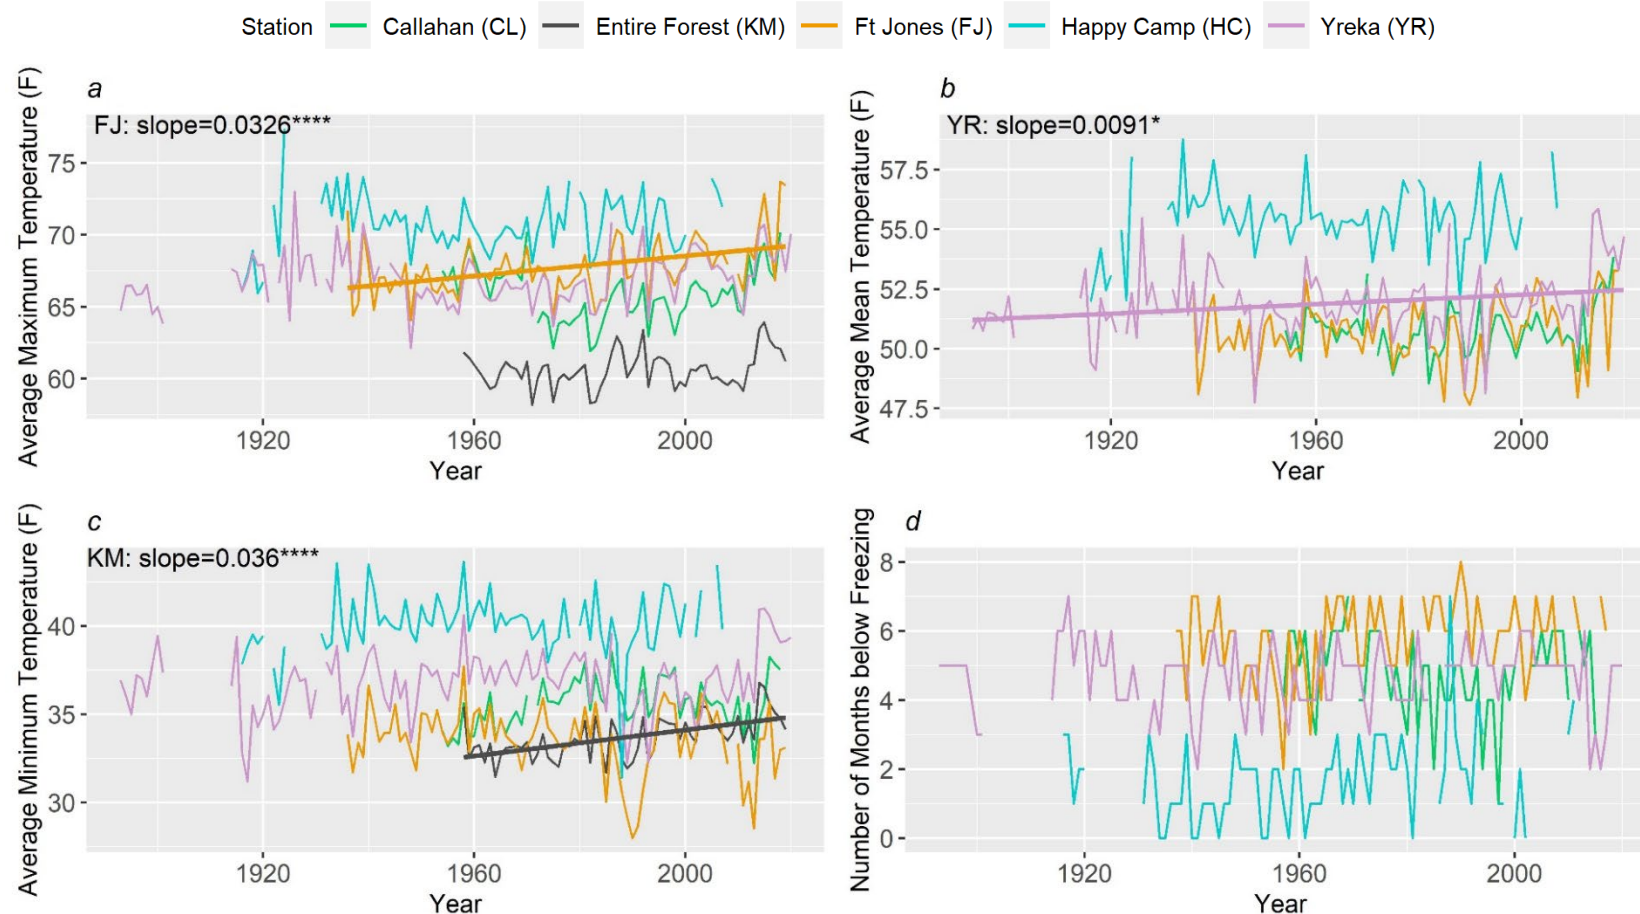 Station Callahan (CL) Entire Forest (KM) Ft Jones (FJ) Happy Camp (HC) Yreka (YR)
a
FJ: slope=0.0326****
Average Maximum Temperature (F)
75
70
65
60
1920 1960 2000
Year
b
YR: slope=0.0091*
Average Mean Temperature (F)
57.5
55.0
52.5
50.0
47.5
1920 1960 2000
Year
c
KM: slope=0.036****
Average Minimum Temperature (F)
40
35
30
1920 1960 2000
Year
d
Number of Months below Freezing
8
6
4
2
0
1920 1960 2000
Year